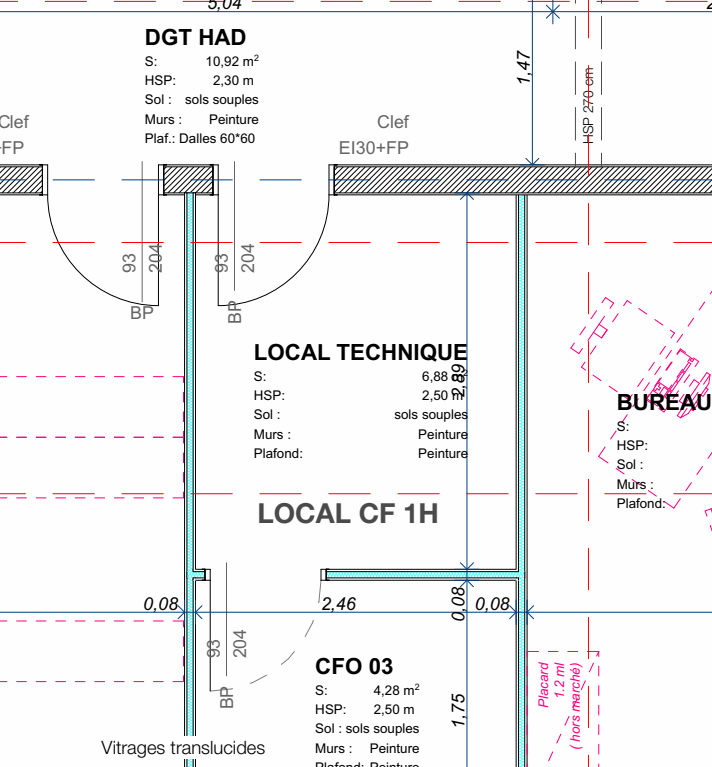 5,04
DGT HAD
S: 10,92 m²
HSP: 2,30 m
Sol : sols souples
Murs : Peinture
Plaf.: Dalles 60*60
1,47
HSP 270 cm
Clef
-FP
Clef
EI30+FP
93
204
BP
93
204
BP
LOCAL TECHNIQUE
S: 6,88
HSP: 2,50 m
Sol : sols souples
Murs : Peinture
Plafond: Peinture
2,89
BUREAU
S:
HSP:
Sol :
Murs :
Plafond:
LOCAL CF 1H
0,08
2,46
0,08
0,08
93
204
BP
CFO 03
S: 4,28 m²
HSP: 2,50 m
Sol : sols souples
Murs : Peinture
Plafond: Peinture
1,75
Placard
1.2 ml
( hors marché)
Vitrages translucides